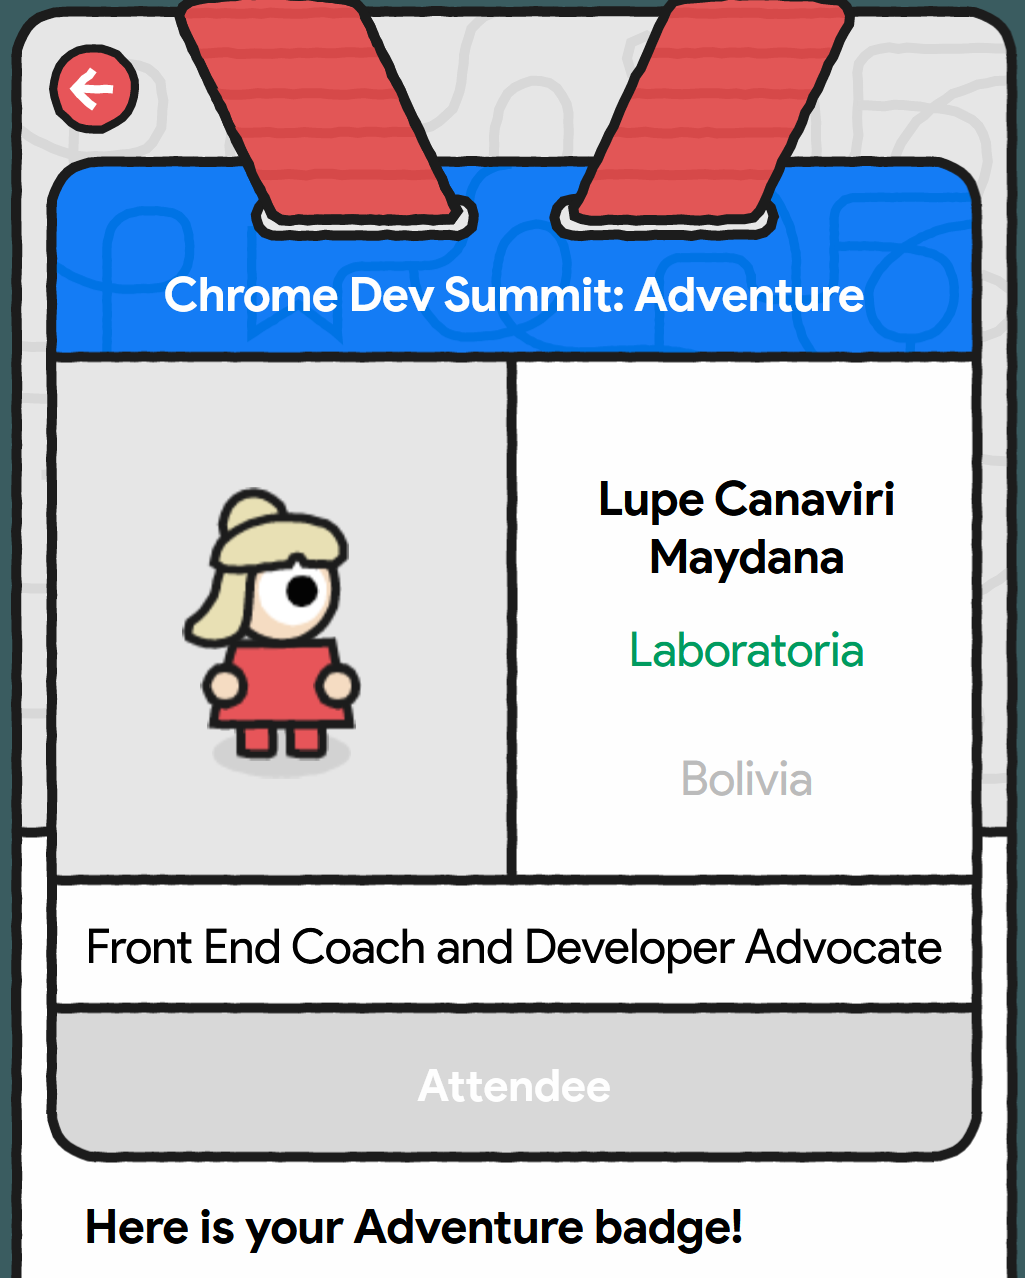 Chrome Dev Summit: Adventure
Lupe Canaviri
Maydana
Laboratoria
Bolivia
Front End Coach and Developer Advocate
Attendee
Here is your Adventure badge!